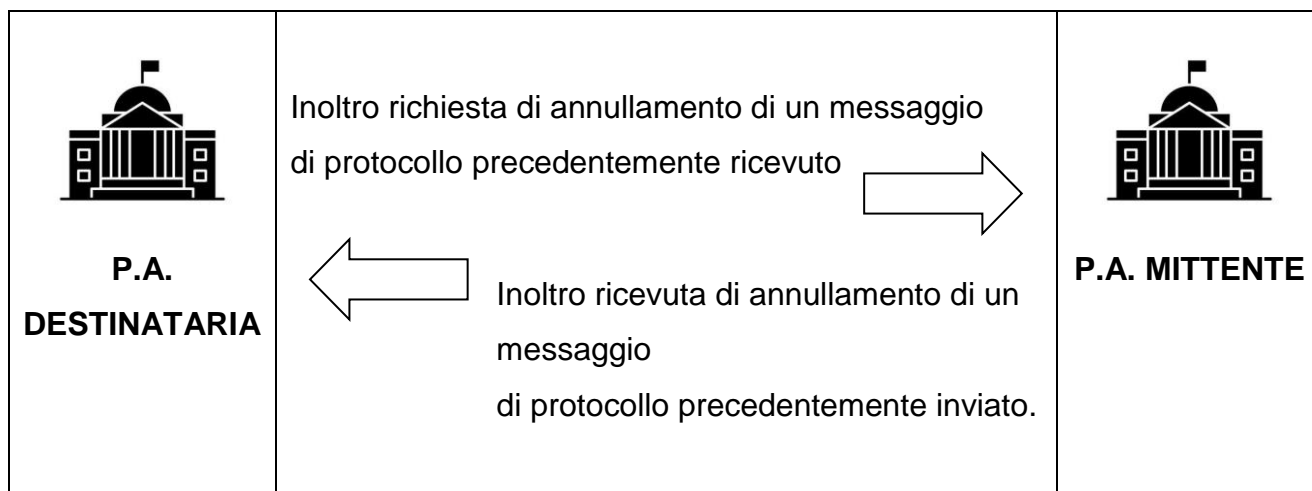 Inoltro richiesta di annullamento di un messaggio
di protocollo precedentemente ricevuto
P.A.
DESTINATARIA
P.A. MITTENTE
Inoltro ricevuta di annullamento di un
messaggio
di protocollo precedentemente inviato.